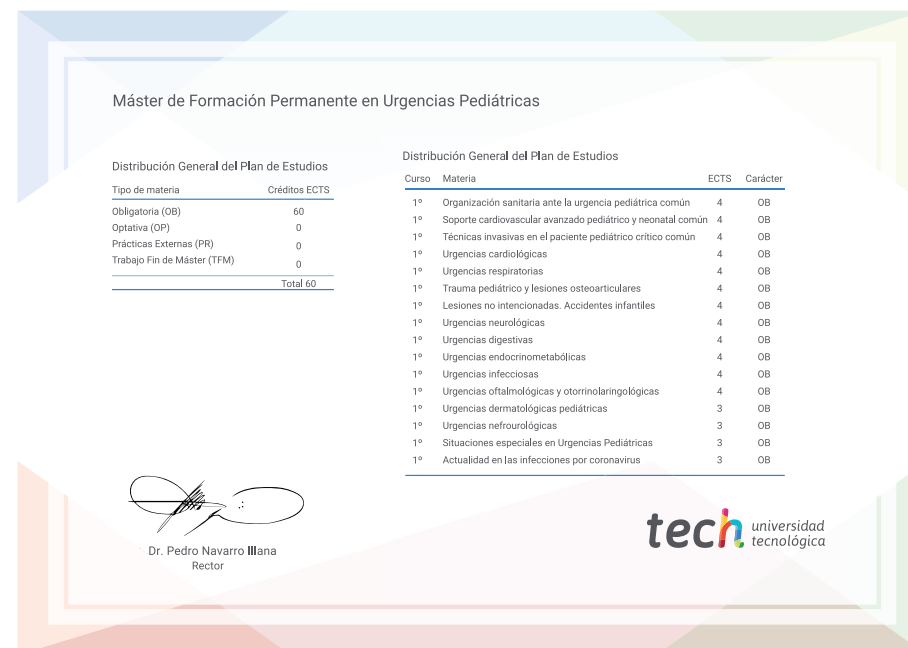 Máster de Formación Permanente en Urgencias Pediátricas
Distribución General del Plan de Estudios
Tipo de materia Créditos ECTS
Obligatoria (OB) 60
Optativa (OP) 0
Prácticas Externas (PR) 0
Trabajo Fin de Máster (TFM) 0
Total 60
Distribución General del Plan de Estudios
Curso Materia ECTS Carácter
1º Organización sanitaria ante la urgencia pediátrica común 4 OB
1º Soporte cardiovascular avanzado pediátrico y neonatal común 4 OB
1º Técnicas invasivas en el paciente pediátrico crítico común 4 OB
1º Urgencias cardiológicas 4 OB
1º Urgencias respiratorias 4 OB
1º Trauma pediátrico y lesiones osteoarticulares 4 OB
1º Lesiones no intencionadas. Accidentes infantiles 4 OB
1º Urgencias neurológicas 4 OB
1º Urgencias digestivas 4 OB
1º Urgencias endocrinometabólicas 4 OB
1º Urgencias infecciosas 4 OB
1º Urgencias oftalmológicas y otorrinolaringológicas 4 OB
1º Urgencias dermatológicas pediátricas 3 OB
1º Urgencias nefrourológicas 3 OB
1º Situaciones especiales en Urgencias Pediátricas 3 OB
1º Actualidad en las infecciones por coronavirus 3 OB
Dr. Pedro Navarro Illana
Rector
tech universidad
tecnológica